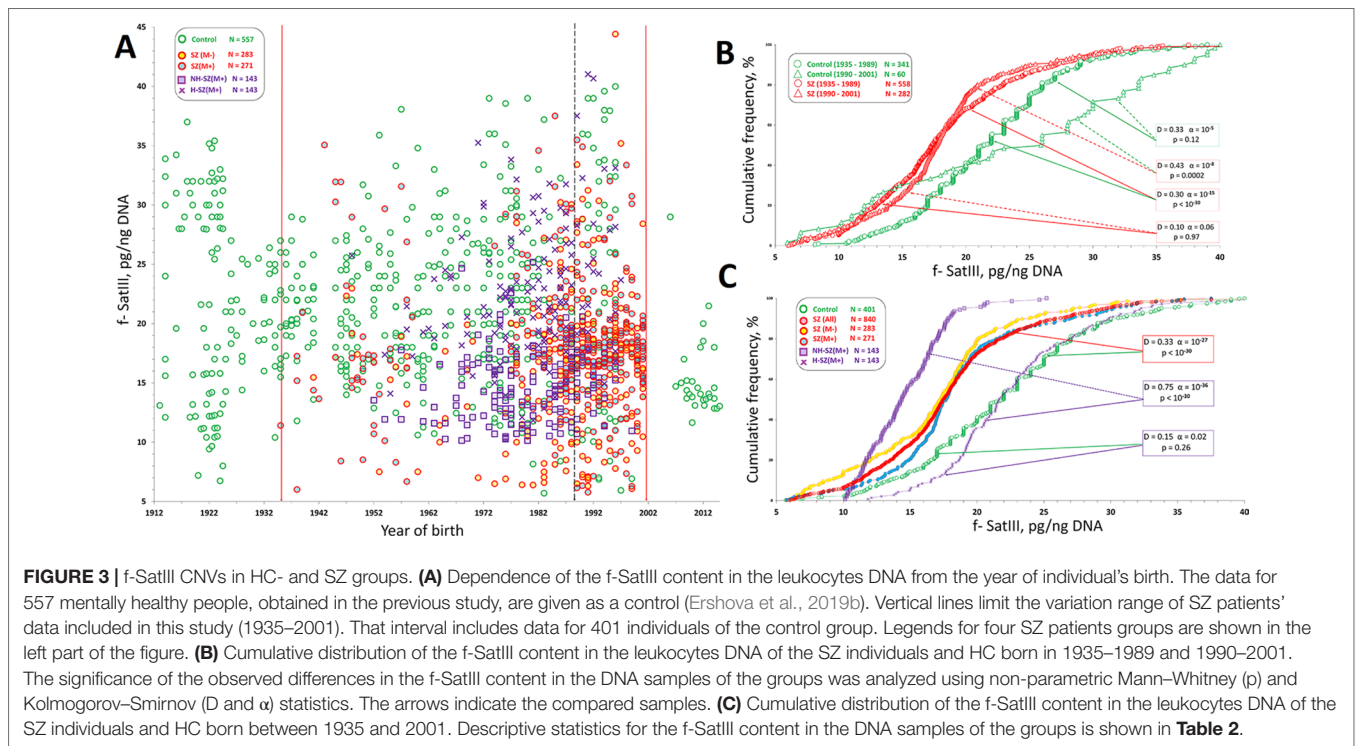 A
Control N = 557
SZ (M-) N = 283
SZ(M+) N = 271
NH-SZ(M+) N = 143
H-SZ(M+) N = 143
f- SatIII, pg/ng DNA
45
40
35
30
25
20
15
10
5
1912 1922 1932 1942 1952 1962 1972 1982 1992 2002 2012
Year of birth
B
Control (1935 - 1989) N = 341
Control (1990 - 2001) N = 60
SZ (1935 - 1989) N = 558
SZ (1990 - 2001) N = 282
Cumulative frequency, %
100
80
60
40
20
0
5 10 15 20 25 30 35 40
f- SatIII, pg/ng DNA
D = 0.33 α = 10-5
p = 0.12
D = 0.43 α = 10-8
p = 0.0002
D = 0.30 α = 10-15
p < 10-30
D = 0.10 α = 0.06
p = 0.97
C
Control N = 401
SZ (All) N = 840
SZ (M-) N = 283
SZ(M+) N = 271
NH-SZ(M+) N = 143
H-SZ(M+) N = 143
Cumulative frequency, %
100
80
60
40
20
0
5 10 15 20 25 30 35 40
f- SatIII, pg/ng DNA
D = 0.33 α = 10-27
p < 10-30
D = 0.75 α = 10-36
p < 10-30
D = 0.15 α = 0.02
p = 0.26
FIGURE 3 | f-SatIII CNVs in HC- and SZ groups. (A) Dependence of the f-SatIII content in the leukocytes DNA from the year of individual's birth. The data for
557 mentally healthy people, obtained in the previous study, are given as a control (Ershova et al., 2019b). Vertical lines limit the variation range of SZ patients'
data included in this study (1935–2001). That interval includes data for 401 individuals of the control group. Legends for four SZ patients groups are shown in the
left part of the figure. (B) Cumulative distribution of the f-SatIII content in the leukocytes DNA of the SZ individuals and HC born in 1935–1989 and 1990–2001.
The significance of the observed differences in the f-SatIII content in the DNA samples of the groups was analyzed using non-parametric Mann–Whitney (p) and
Kolmogorov–Smirnov (D and α) statistics. The arrows indicate the compared samples. (C) Cumulative distribution of the f-SatIII content in the leukocytes DNA of the
SZ individuals and HC born between 1935 and 2001. Descriptive statistics for the f-SatIII content in the DNA samples of the groups is shown in Table 2.